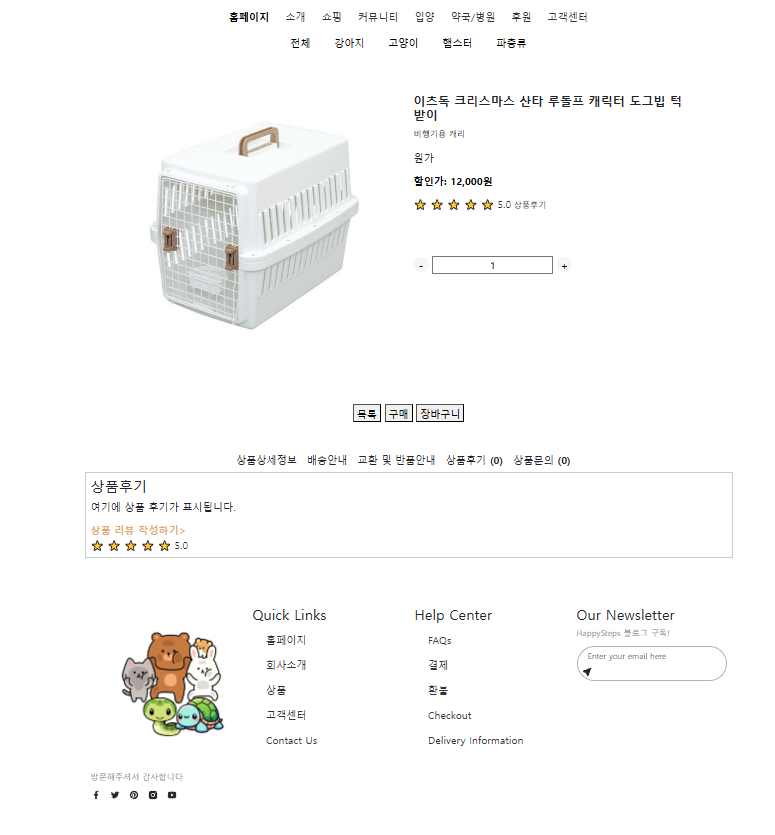 홈페이지 소개 쇼핑 커뮤니티 입양 약국/병원 후원 고객센터
전체 강아지 고양이 햄스터 파충류
이츠독 크리스마스 산타 루돌프 캐릭터 도그빕 턱
받이
비행기용 캐리
원가
할인가: 12,000원
5.0 상품후기
- 1 +
목록 구매 장바구니
상품상세정보 배송안내 교환 및 반품안내 상품후기 (0) 상품문의 (0)
상품후기
여기에 상품 후기가 표시됩니다.
상품 리뷰 작성하기>
5.0
방문해주셔서 감사합니다
Quick Links
홈페이지
회사소개
상품
고객센터
Contact Us
Help Center
FAQs
결제
환불
Checkout
Delivery Information
Our Newsletter
HappySteps 블로그 구독!
Enter your email here